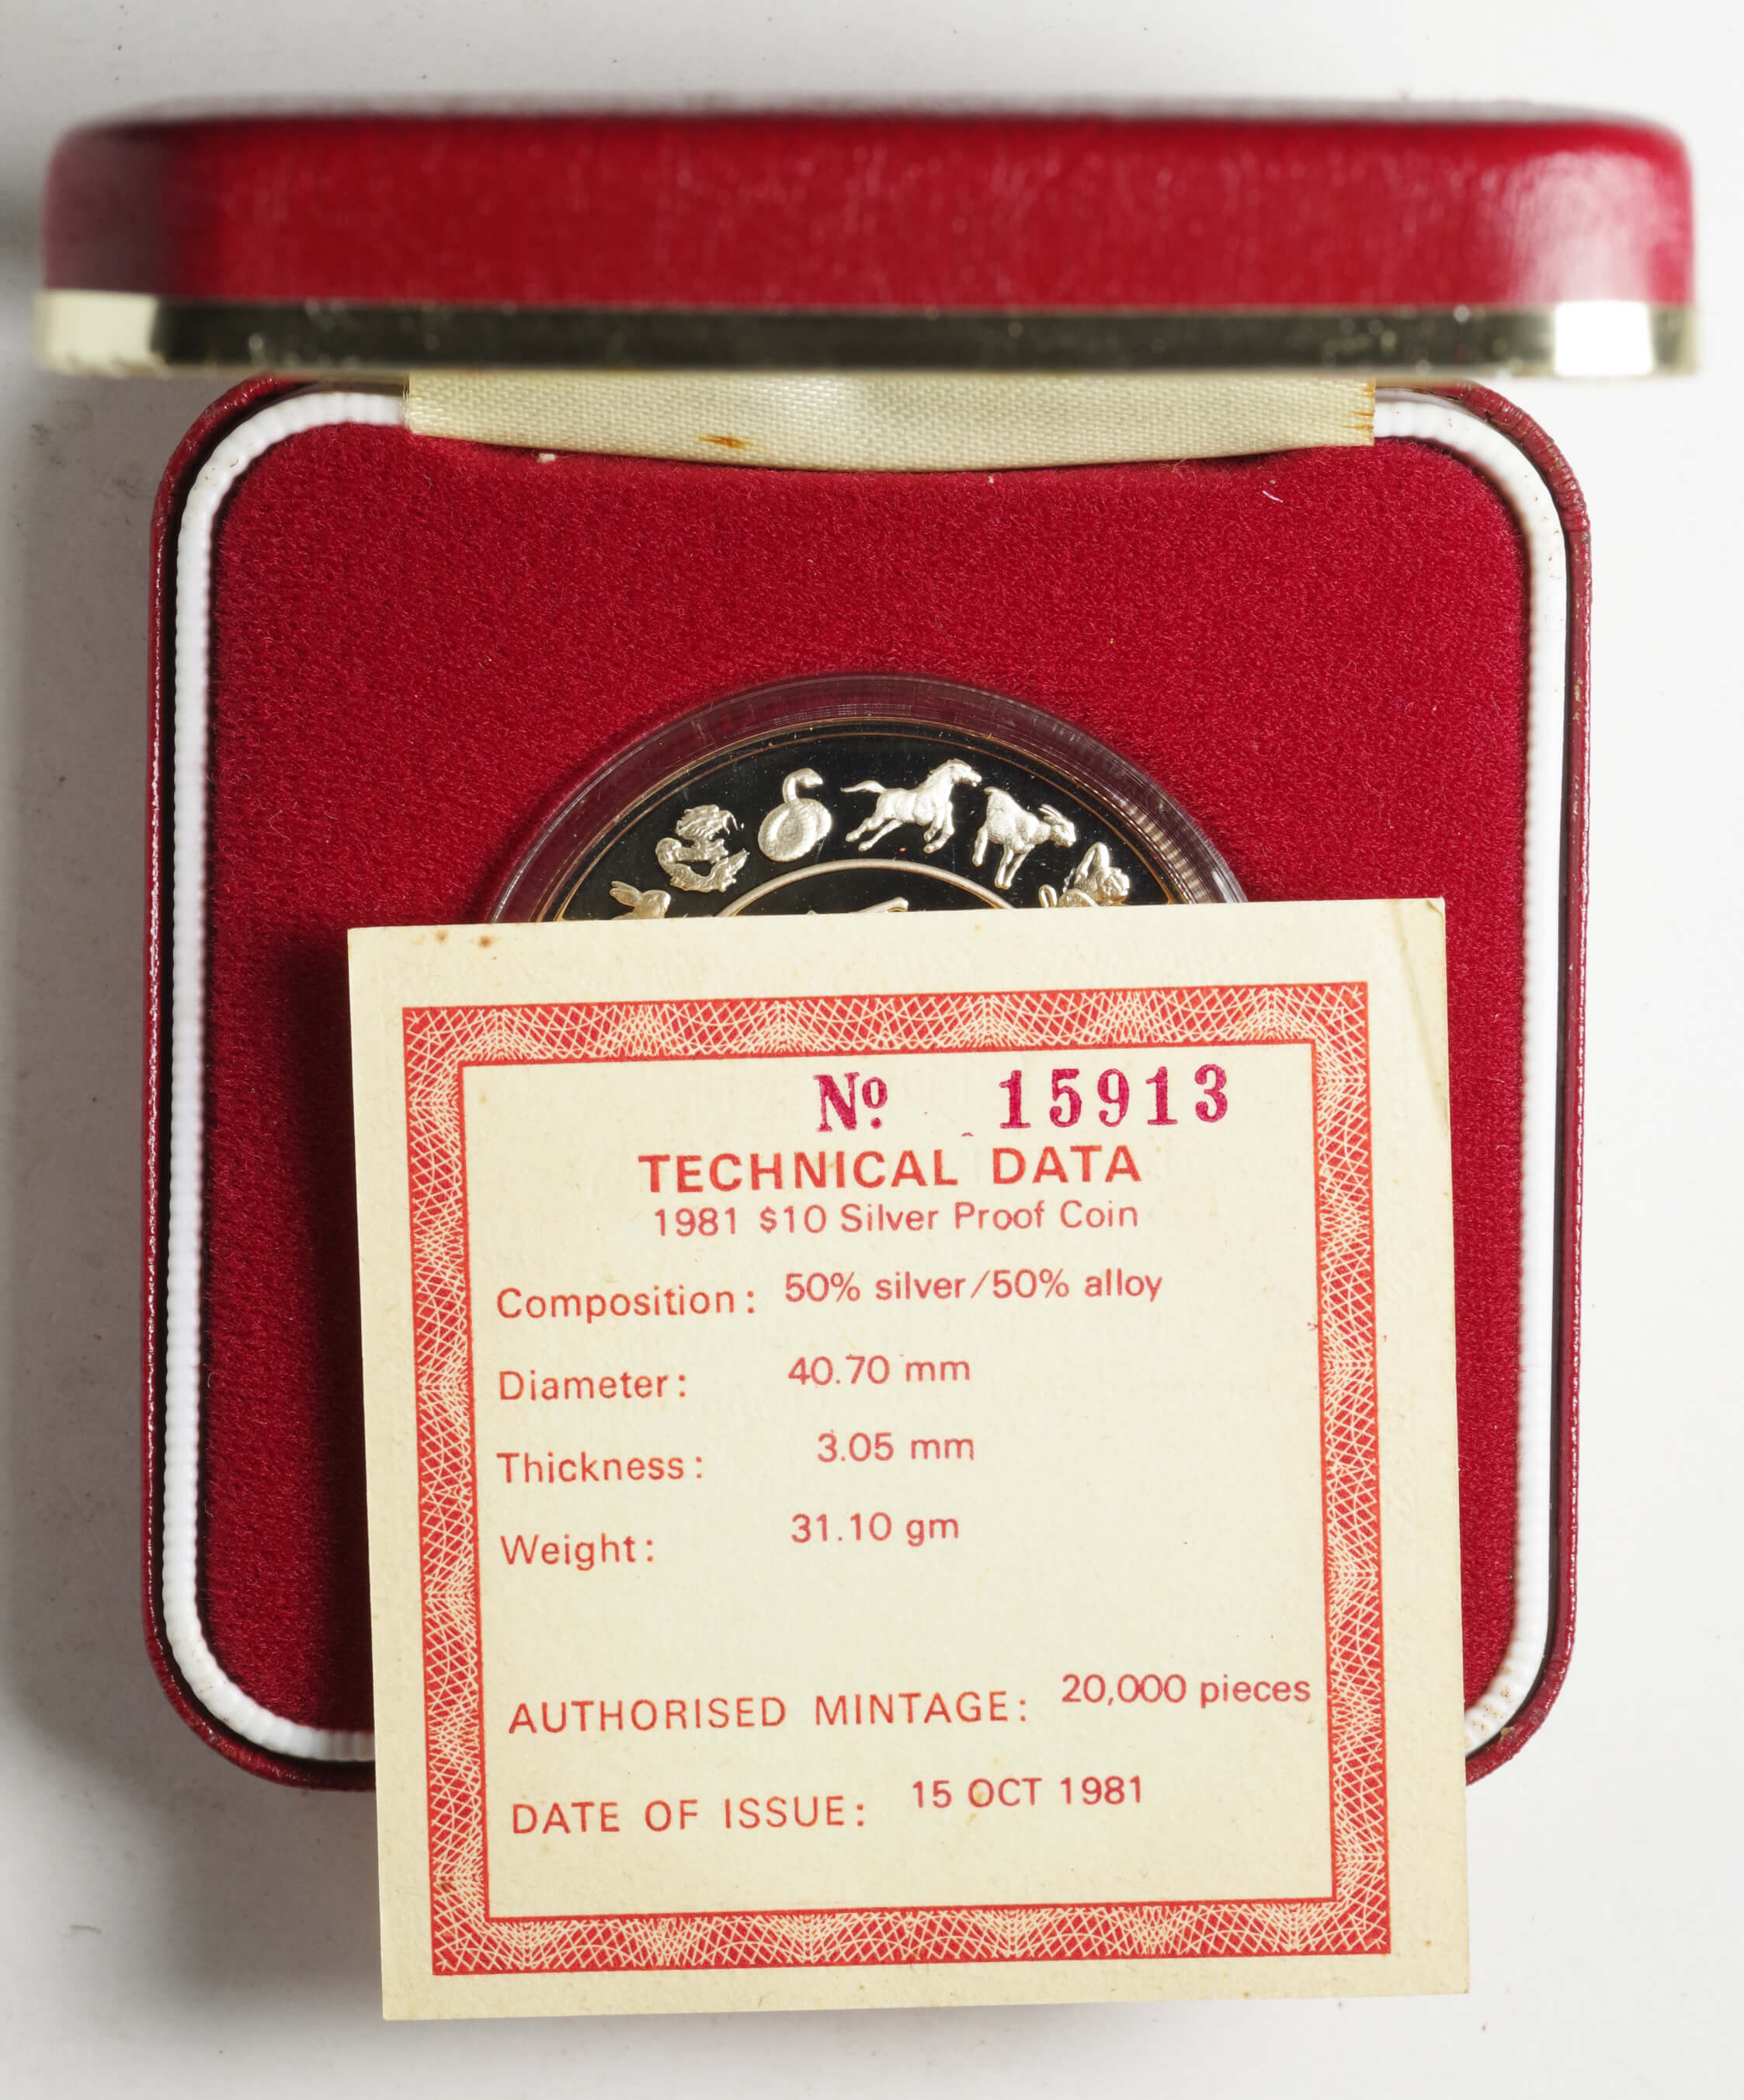 Nº 15913
TECHNICAL DATA
1981 $10 Silver Proof Coin
Composition: 50% silver/50% alloy
Diameter: 40.70 mm
Thickness: 3.05 mm
Weight: 31.10 gm
AUTHORISED MINTAGE: 20,000 pieces
DATE OF ISSUE: 15 OCT 1981